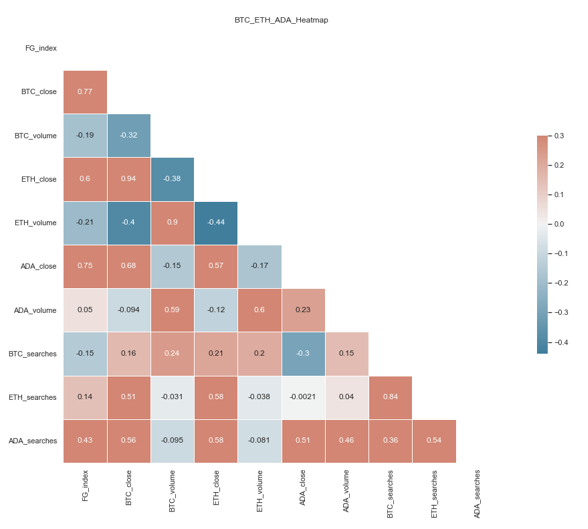 BTC_ETH_ADA_Heatmap
FG_index
BTC_close 0.77
BTC_volume -0.19 -0.32
ETH_close 0.6 0.94 -0.38
ETH_volume -0.21 -0.4 0.9 -0.44
ADA_close 0.75 0.68 -0.15 0.57 -0.17
ADA_volume 0.05 -0.094 0.59 -0.12 0.6 0.23
BTC_searches -0.15 0.16 0.24 0.21 0.2 -0.3 0.15
ETH_searches 0.14 0.51 -0.031 0.58 -0.038 -0.0021 0.04 0.84
ADA_searches 0.43 0.56 -0.095 0.58 -0.081 0.51 0.46 0.36 0.54
FG_index BTC_close BTC_volume ETH_close ETH_volume ADA_close ADA_volume BTC_searches ETH_searches ADA_searches
0.3
0.2
0.1
0.0
-0.1
-0.2
-0.3
-0.4